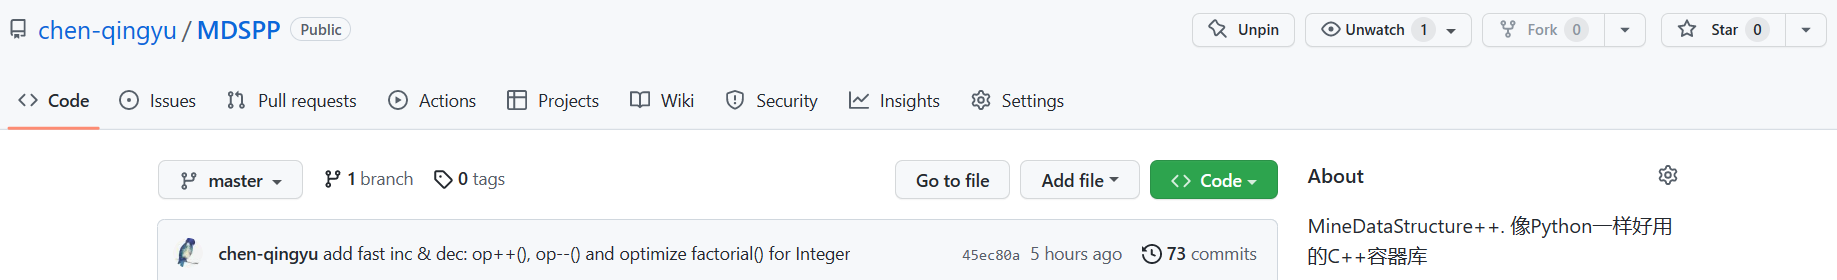 chen-qingyu / MDSPP Public Unpin Unwatch 1 Fork 0 Star 0
Code Issues Pull requests Actions Projects Wiki Security Insights Settings
master 1 branch 0 tags Go to file Add file Code
chen-qingyu add fast inc & dec: op++(), op--() and optimize factorial() for Integer 45ec80a 5 hours ago 73 commits
About
MineDataStructure++. 像Python一样好用
的C++容器库